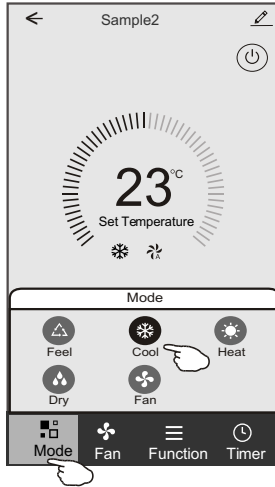 Sample2
23°C
Set Temperature
A
Mode
Feel Cool Heat
Dry Fan
Mode Fan Function Timer